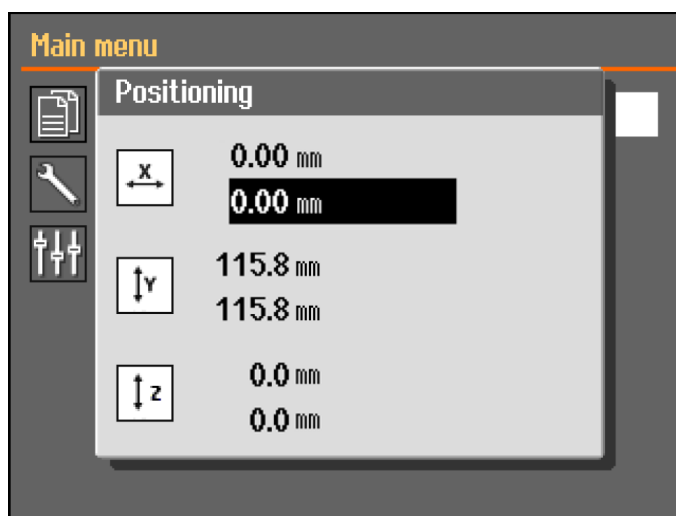 Main menu
Positioning
X
0.00 mm
0.00 mm
Y
115.8 mm
115.8 mm
Z
0.0 mm
0.0 mm